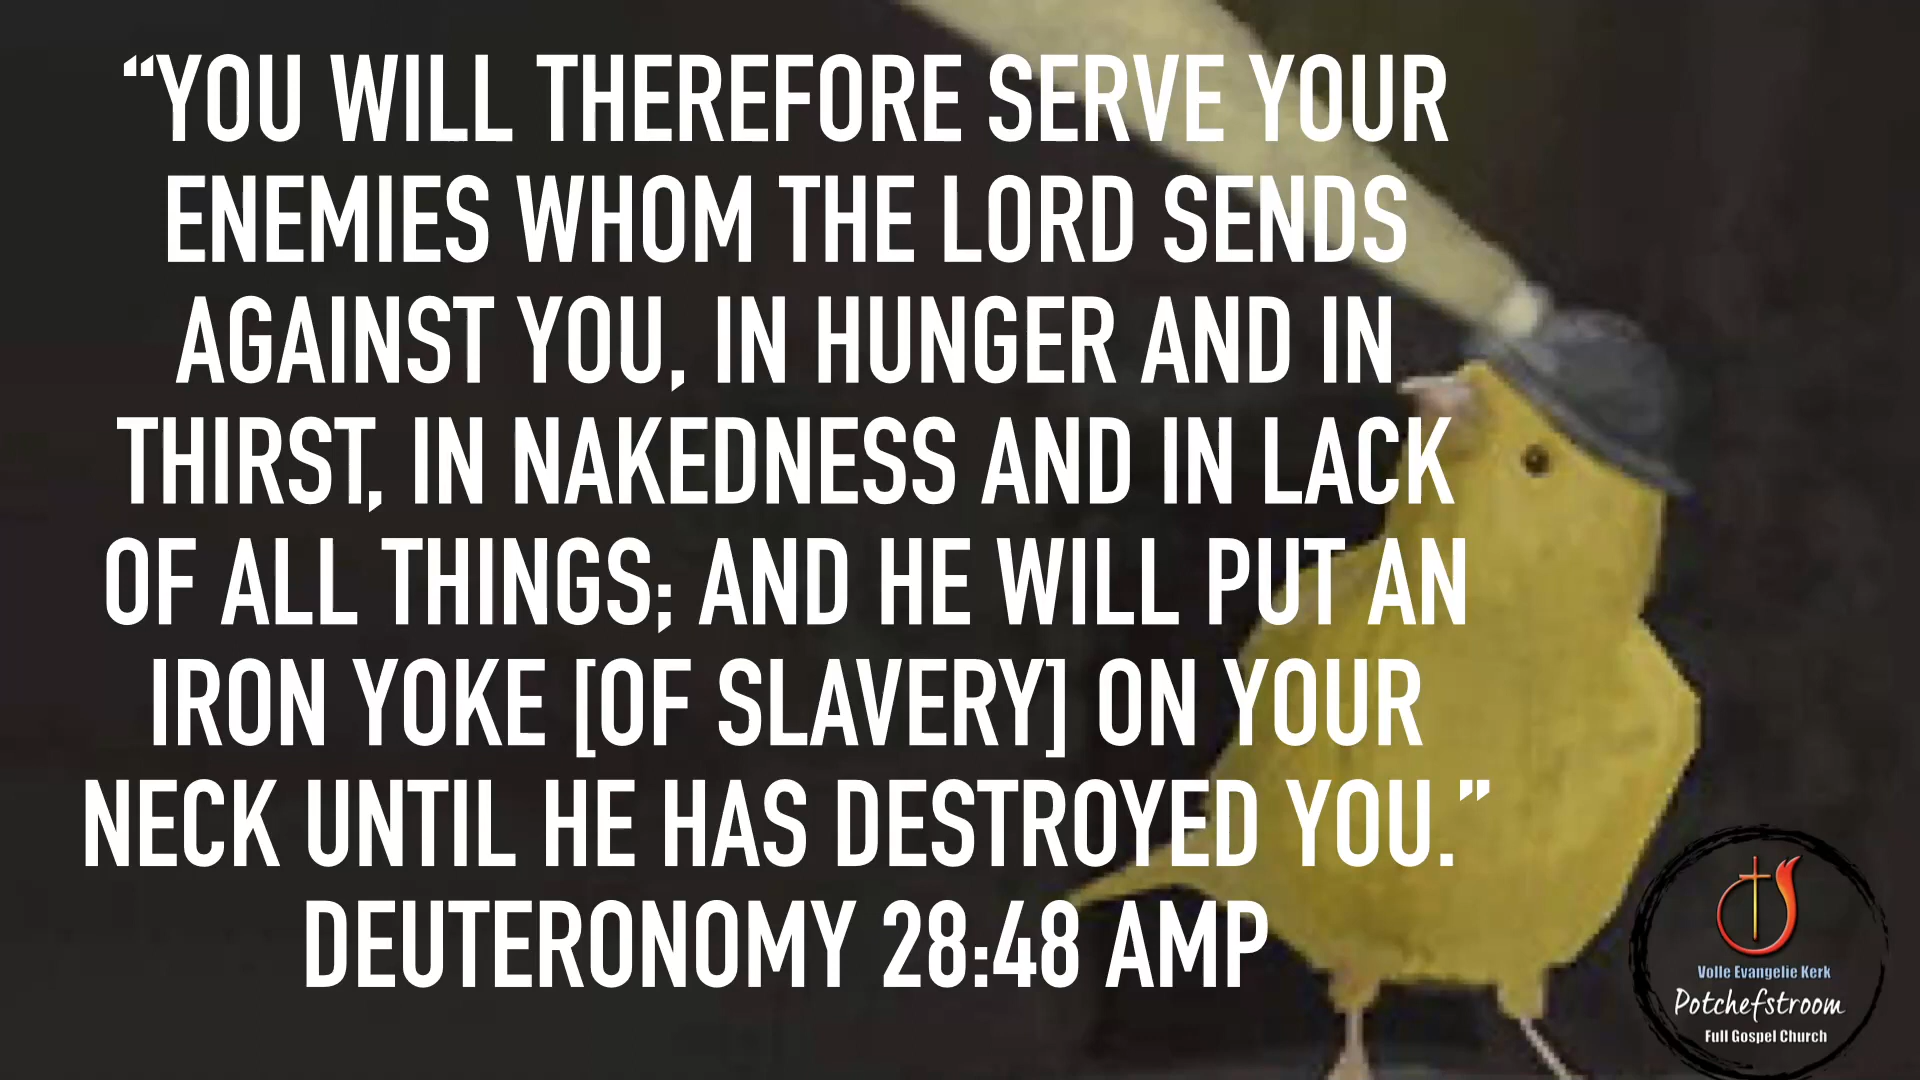 “YOU WILL THEREFORE SERVE YOUR
ENEMIES WHOM THE LORD SENDS
AGAINST YOU, IN HUNGER AND IN
THIRST, IN NAKEDNESS AND IN LACK
OF ALL THINGS; AND HE WILL PUT AN
IRON YOKE [OF SLAVERY] ON YOUR
NECK UNTIL HE HAS DESTROYED YOU.”
DEUTERONOMY 28:48 AMP
Volle Evangelie Kerk
Potchefstroom
Full Gospel Church